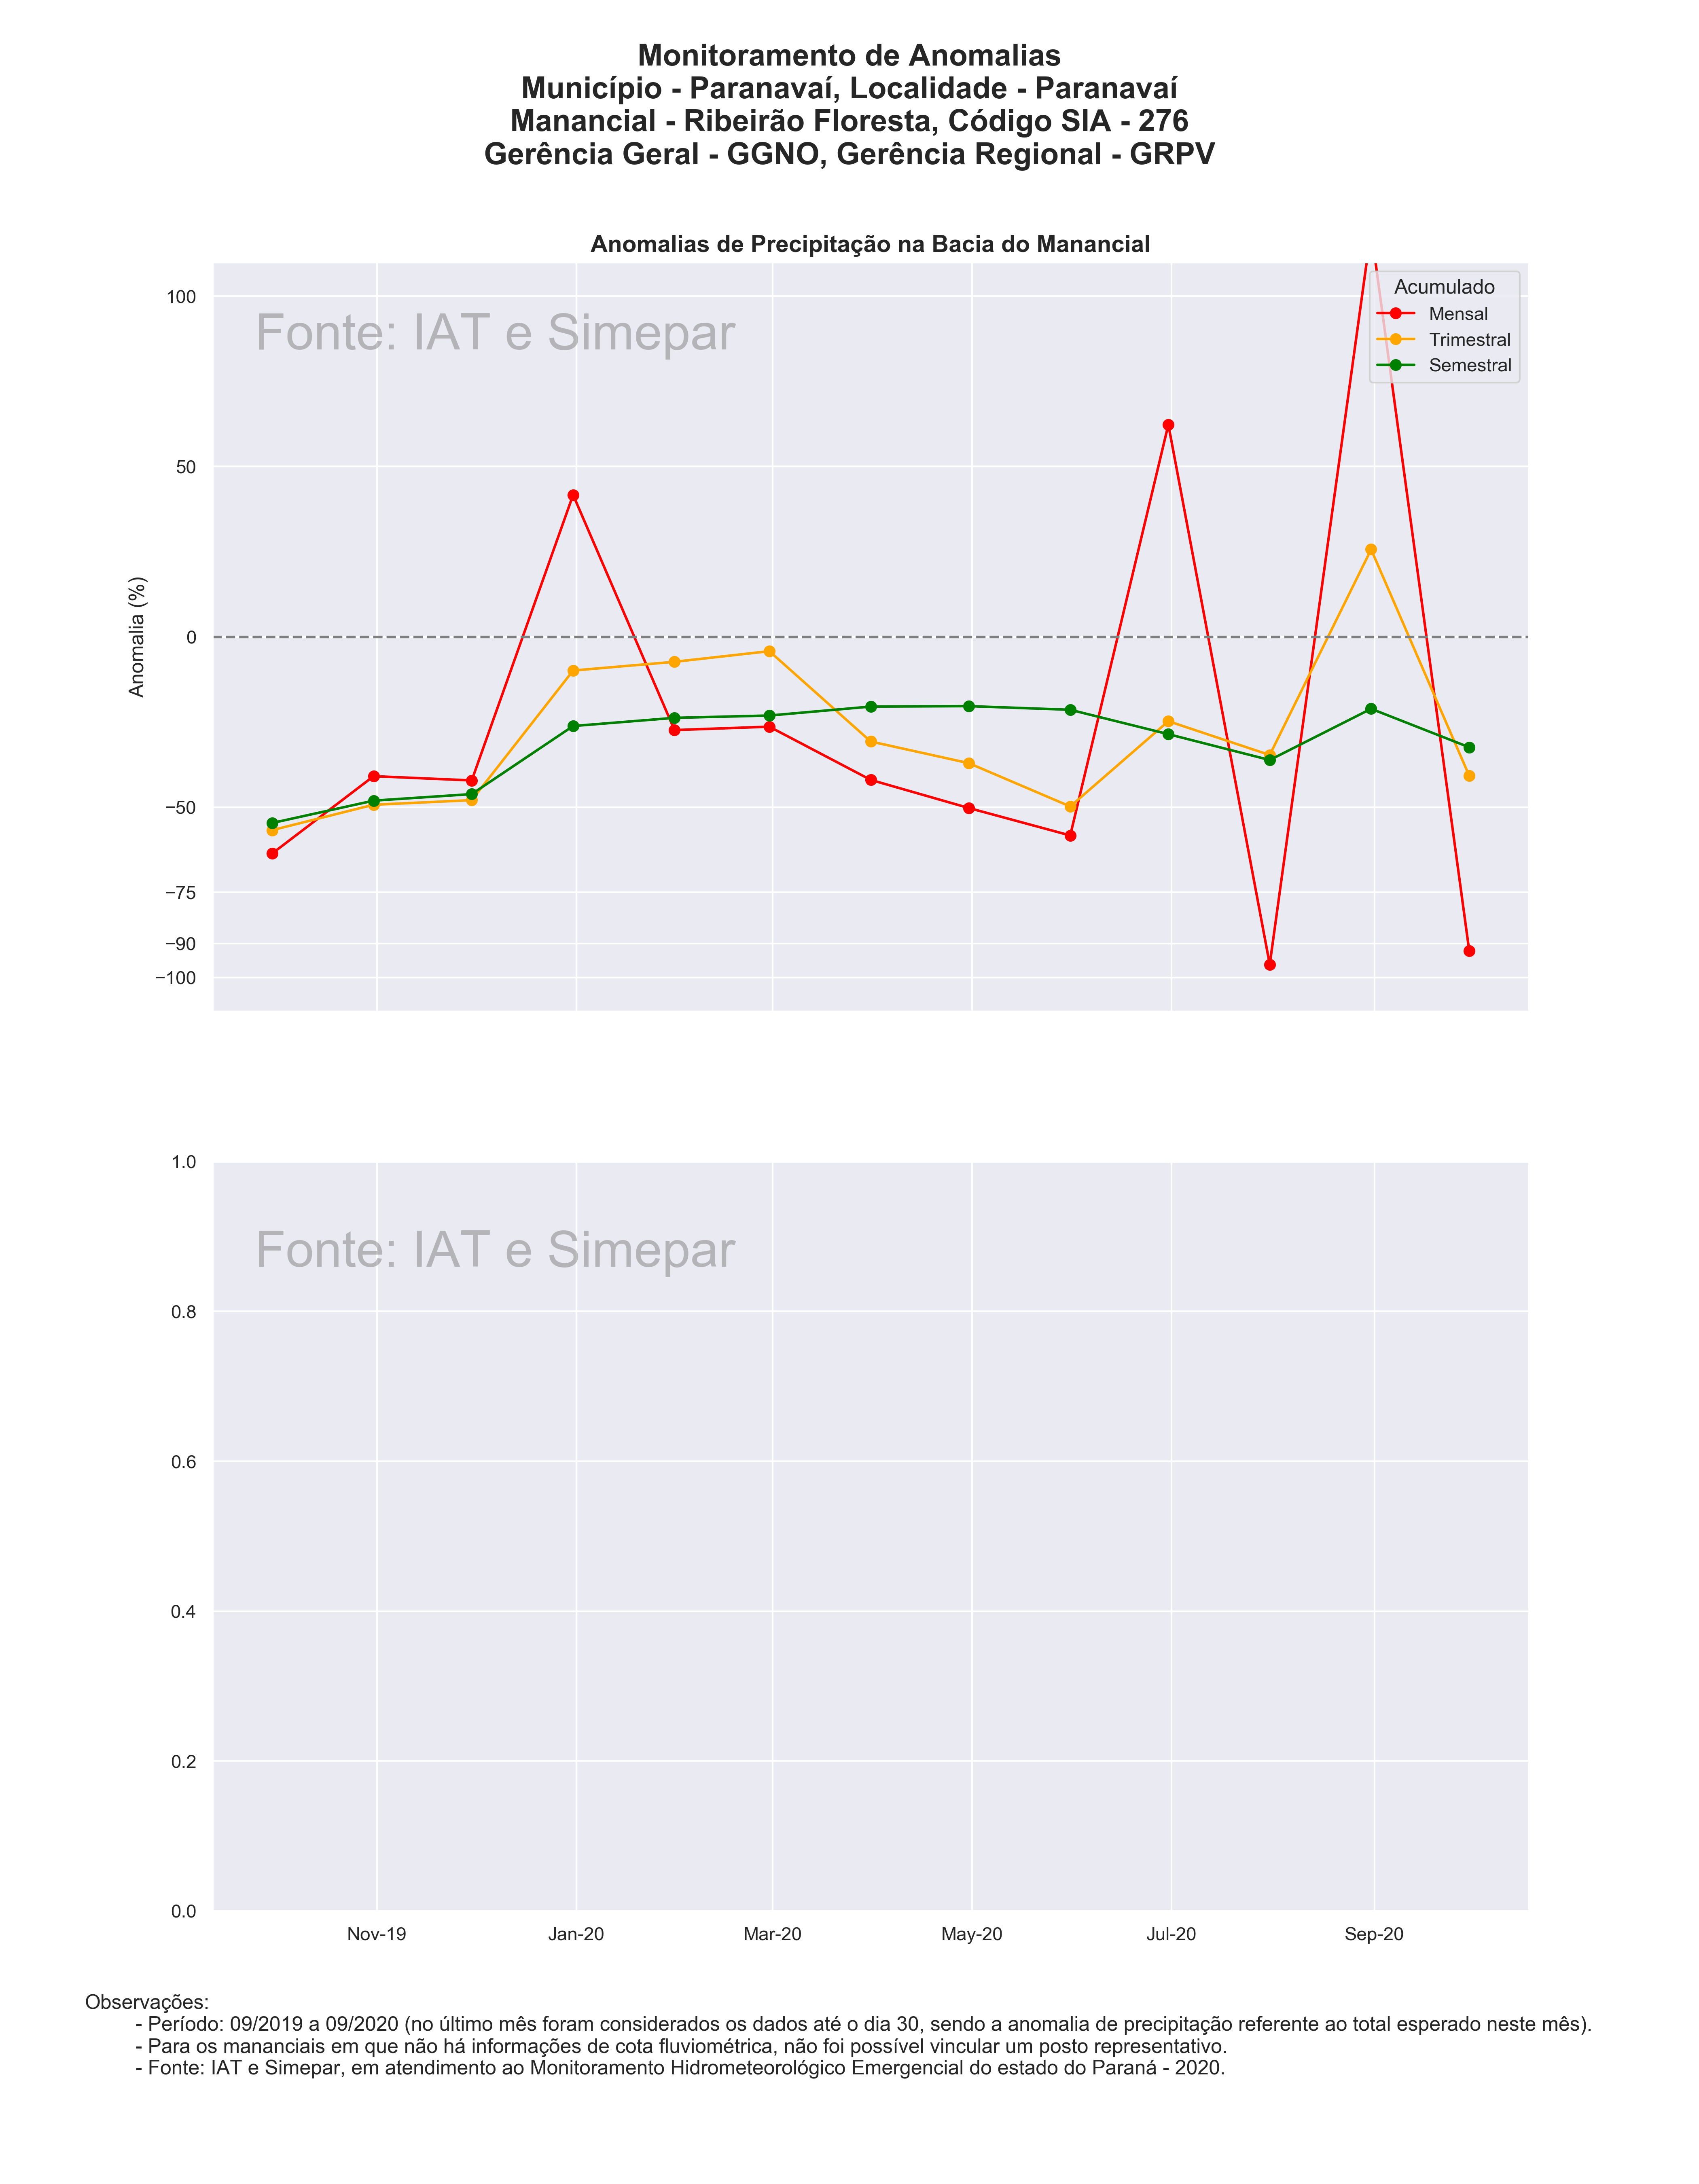 Monitoramento de Anomalias
Município - Paranavaí, Localidade - Paranavaí
Manancial - Ribeirão Floresta, Código SIA - 276
Gerência Geral - GGNO, Gerência Regional - GRPV
Anomalias de Precipitação na Bacia do Manancial
Fonte: IAT e Simepar
Acumulado
Mensal
Trimestral
Semestral
Anomalia (%)
100
50
0
−50
−75
−90
−100
Fonte: IAT e Simepar
1.0
0.8
0.6
0.4
0.2
0.0
Nov-19 Jan-20 Mar-20 May-20 Jul-20 Sep-20
Observações:
- Período: 09/2019 a 09/2020 (no último mês foram considerados os dados até o dia 30, sendo a anomalia de precipitação referente ao total esperado neste mês).
- Para os mananciais em que não há informações de cota fluviométrica, não foi possível vincular um posto representativo.
- Fonte: IAT e Simepar, em atendimento ao Monitoramento Hidrometeorológico Emergencial do estado do Paraná - 2020.